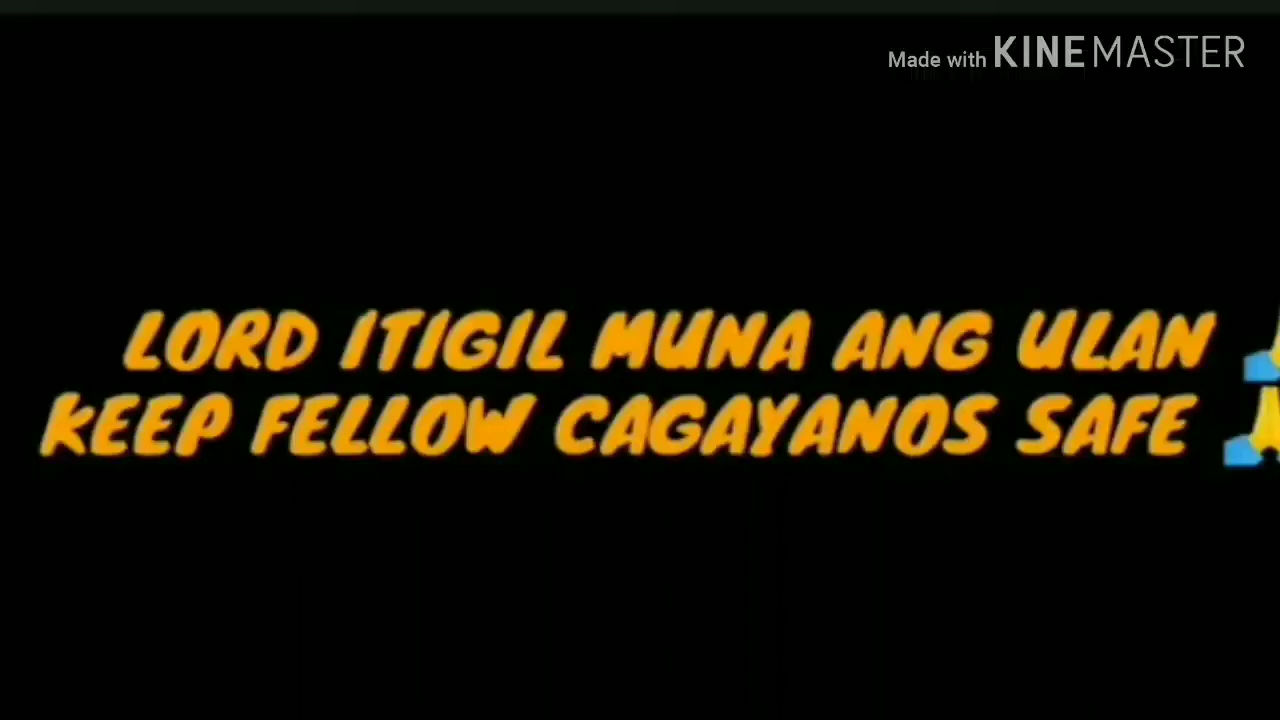 Made with KINEMASTER
LORD ITIGIL MUNA ANG ULAN
KEEP FELLOW CAGAYANOS SAFE